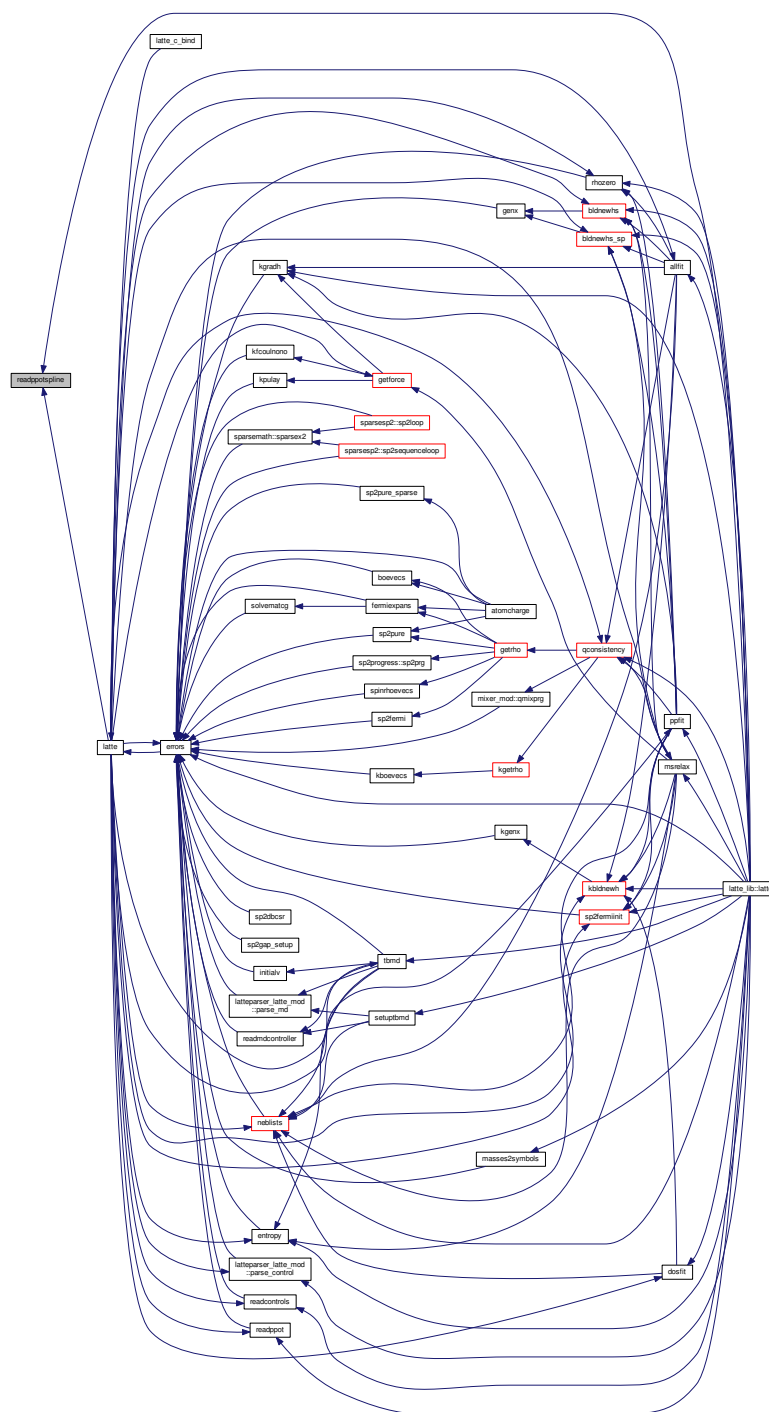 latte_c_bind
rhozero
genx
bldnewhs
bldnewhs_sp
kgradh
allfit
kfcoulnono
readppotspline
kpulay
getforce
sparsesp2::sp2loop
sparsemath::sparsex2
sparsesp2::sp2sequenceloop
sp2pure_sparse
boevecs
solvematcg
fermiexpans
atomcharge
sp2pure
getrho
qconsistency
sp2progress::sp2prg
spinrhoevecs
mixer_mod::qmixprg
sp2fermi
ppfit
latte
errors
kboevecs
kgetrho
msrelax
kgenx
kbldnewh
latte_lib::latte
sp2dbcsr
sp2fermiinit
sp2gap_setup
tbmd
initialv
latteparser_latte_mod
::parse_md
setuptbmd
readmdcontroller
neblists
masses2symbols
entropy
latteparser_latte_mod
::parse_control
dosfit
readcontrols
readppot